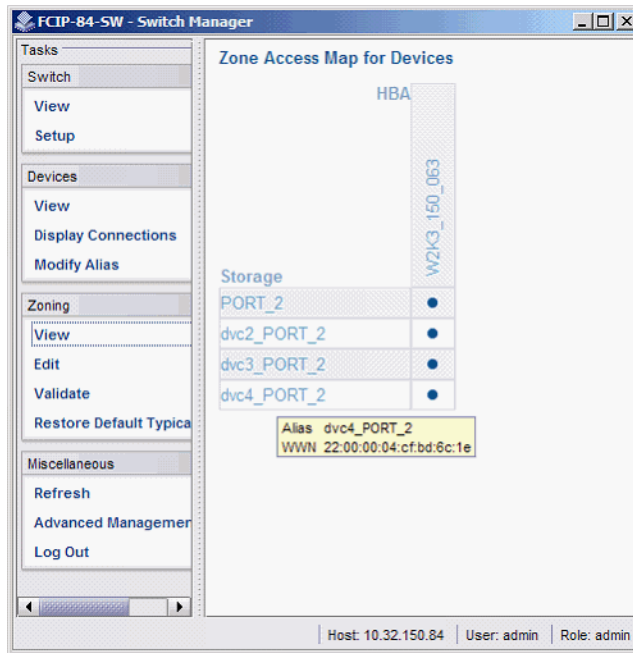 FCIP-84-SW - Switch Manager
Tasks
Switch
View
Setup
Devices
View
Display Connections
Modify Alias
Zoning
View
Edit
Validate
Restore Default Typica
Miscellaneous
Refresh
Advanced Managemer
Log Out
Zone Access Map for Devices
HBA
W2K3_150_063
Storage
PORT_2
dvc2_PORT_2
dvc3_PORT_2
dvc4_PORT_2
Alias dvc4_PORT_2
WWN 22:00:00:04:cf:bd:6c:1e
Host: 10.32.150.84 User: admin Role: admin